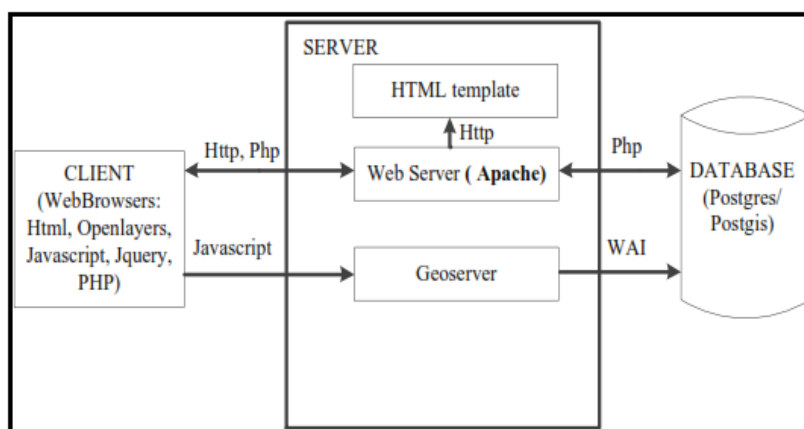 SERVER
HTML template
Http
Http, Php
Web Server ( Apache)
Php
CLIENT
(WebBrowsers:
Html, Openlayers,
Javascript, Jquery,
PHP)
DATABASE
(Postgres/
Postgis)
Javascript
Geoserver
WAI